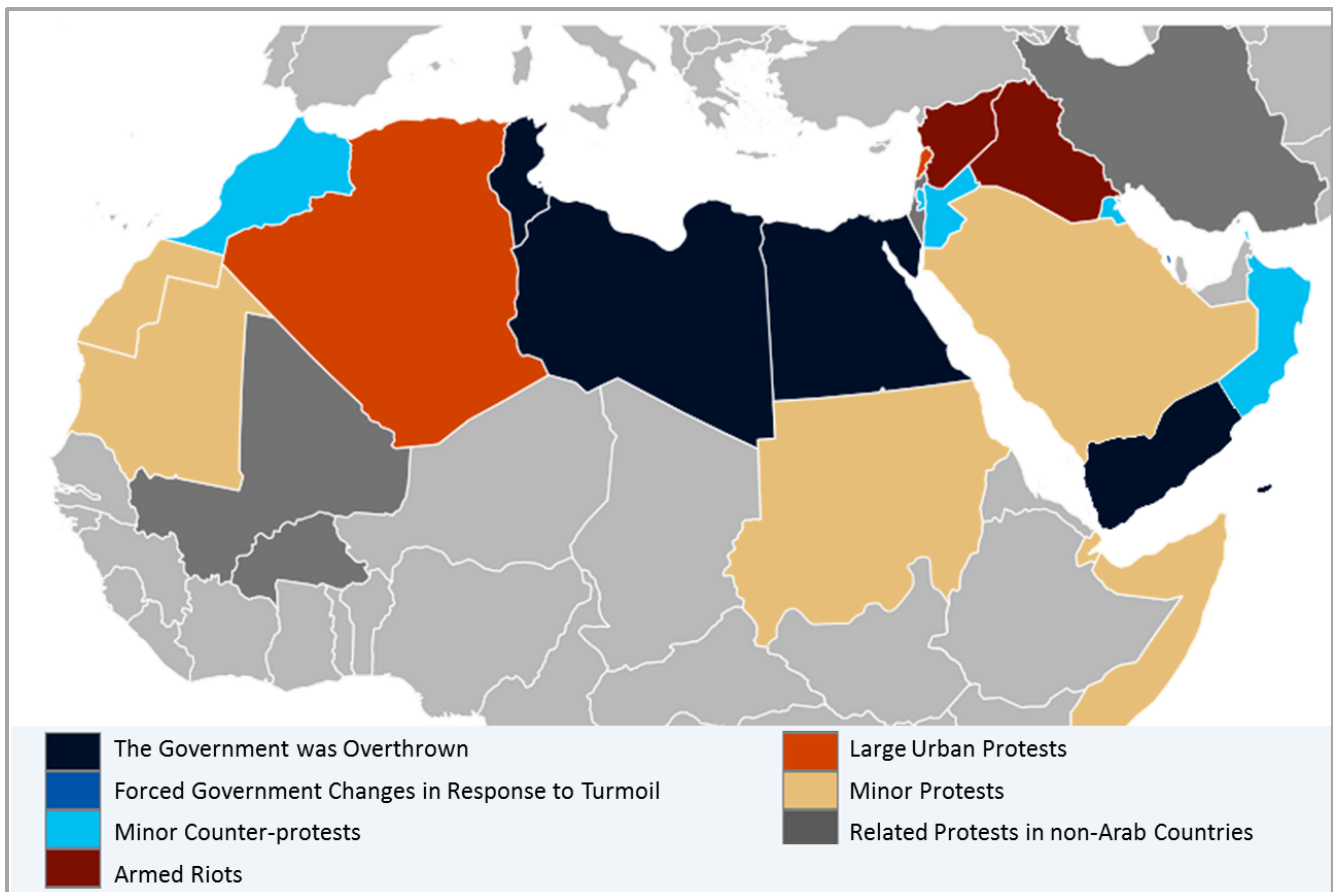 The Government was Overthrown
Forced Government Changes in Response to Turmoil
Minor Counter-protests
Armed Riots
Large Urban Protests
Minor Protests
Related Protests in non-Arab Countries